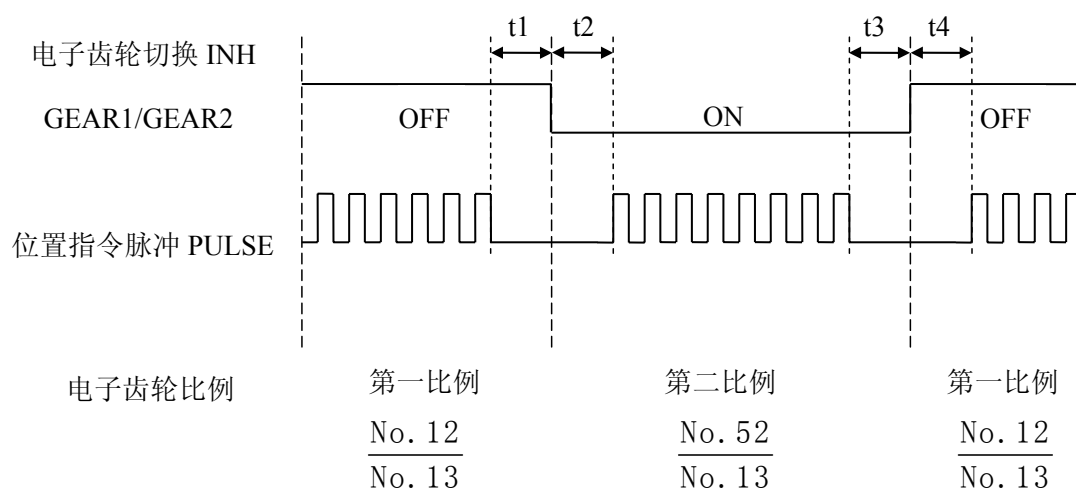 t1 t2 t3 t4
电子齿轮切换 INH
GEAR1/GEAR2 OFF ON OFF
位置指令脉冲 PULSE
电子齿轮比例 第一比例 第二比例 第一比例
No.12 No.52 No.12
No.13 No.13 No.13